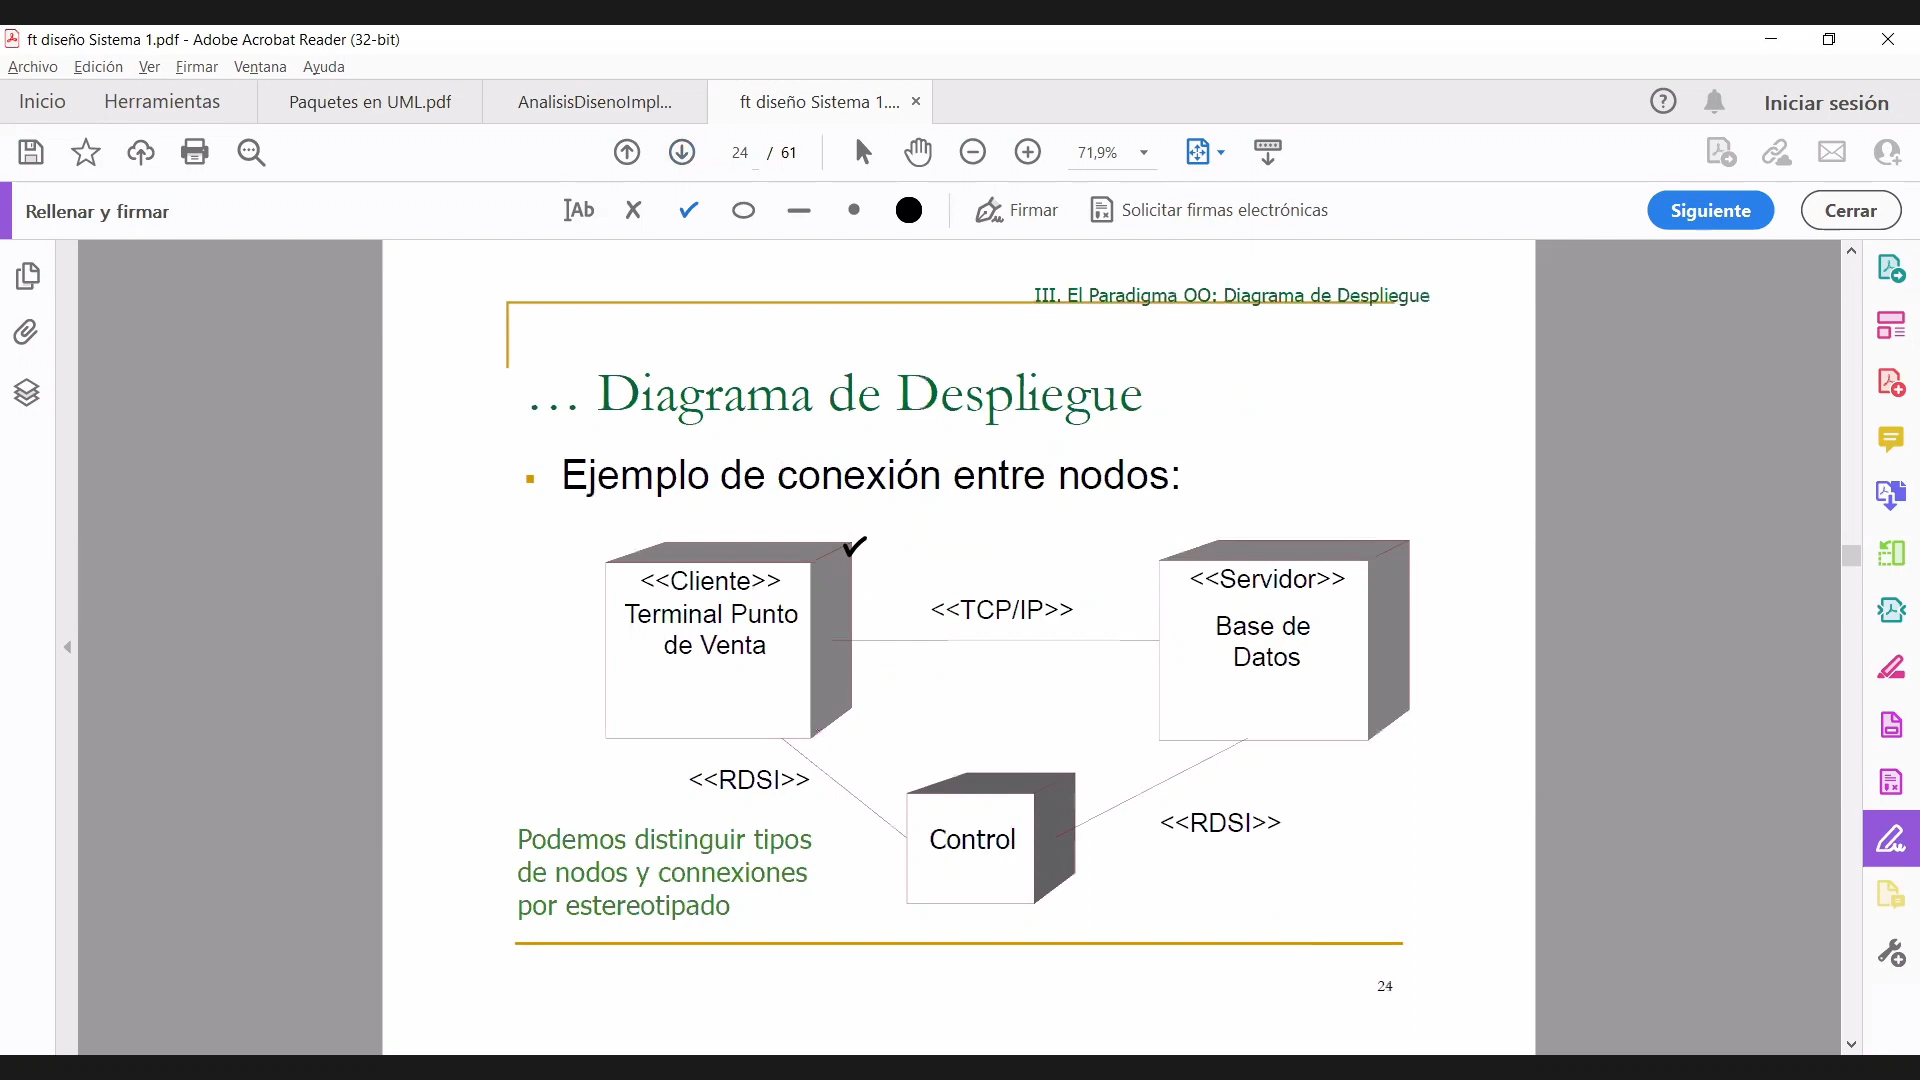 ft diseño Sistema 1.pdf - Adobe Acrobat Reader (32-bit)
Archivo Edición Ver Firmar Ventana Ayuda
Inicio Herramientas Paquetes en UML.pdf AnalisisDisenoImpl... ft diseño Sistema 1.... Iniciar sesión
24 / 61 71,9%
Rellenar y firmar Ab Firmar Solicitar firmas electrónicas Siguiente Cerrar
III. El Paradigma OO: Diagrama de Despliegue
… Diagrama de Despliegue
Ejemplo de conexión entre nodos:
<<Cliente>>
Terminal Punto
de Venta
<<TCP/IP>>
<<Servidor>>
Base de
Datos
<<RDSI>>
Control
<<RDSI>>
Podemos distinguir tipos
de nodos y connexiones
por estereotipado
24